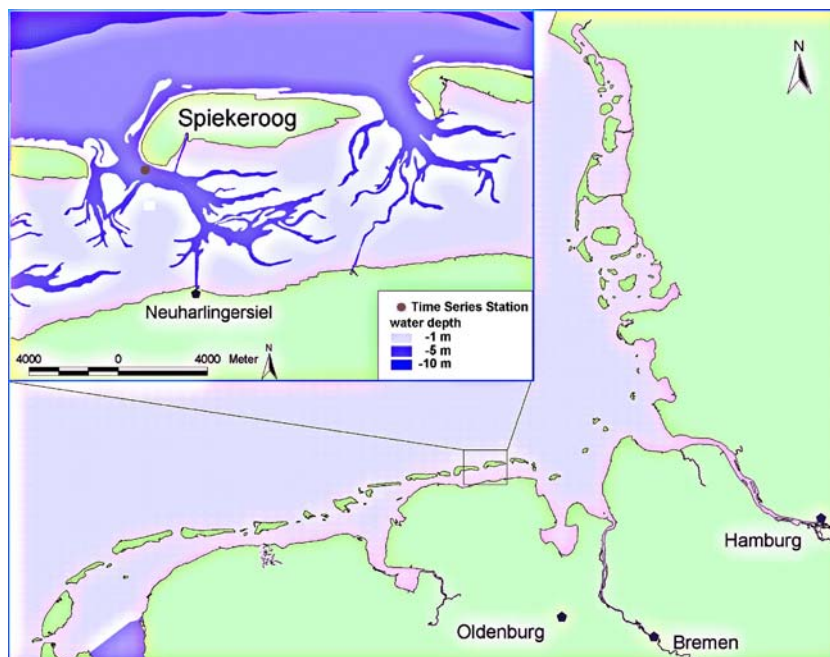 Spiekeroog
Neuharlingersiel
4000 0 4000 Meter
N
Time Series Station
water depth
-1 m
-5 m
-10 m
N
Hamburg
Oldenburg
Bremen